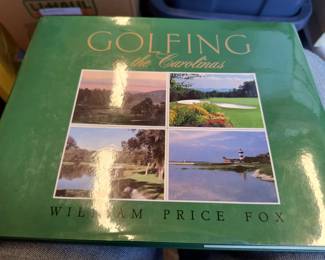 GOLFING
in the Carolinas
WILLIAM PRICE FOX